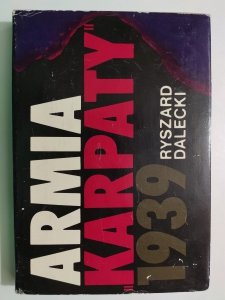 ARMIA
„KARPATY”
1939
RYSZARD
DALECKI